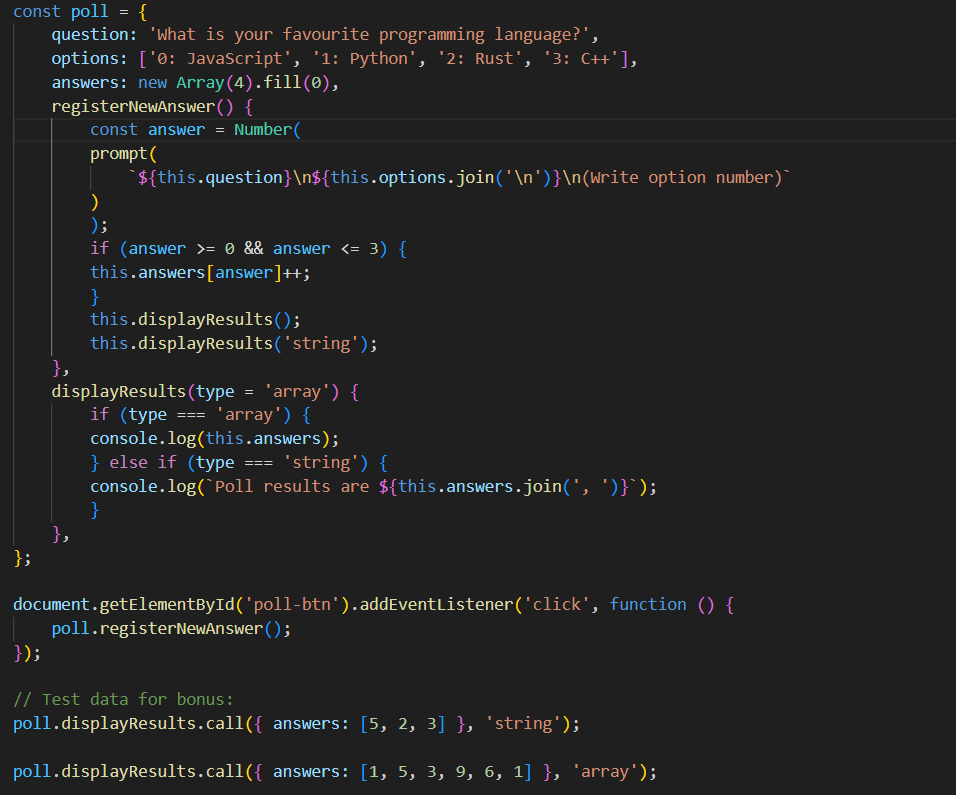 const poll = {
    question: 'What is your favourite programming language?',
    options: ['0: JavaScript', '1: Python', '2: Rust', '3: C++'],
    answers: new Array(4).fill(0),
    registerNewAnswer() {
        const answer = Number(
        prompt(
            `${this.question}\n${this.options.join('\n')}\n(Write option number)`
        )
        );
        if (answer >= 0 && answer <= 3) {
        this.answers[answer]++;
        }
        this.displayResults();
        this.displayResults('string');
    },
    displayResults(type = 'array') {
        if (type === 'array') {
        console.log(this.answers);
        } else if (type === 'string') {
        console.log(`Poll results are ${this.answers.join(', ')}`);
        }
    },
};

document.getElementById('poll-btn').addEventListener('click', function () {
    poll.registerNewAnswer();
});

// Test data for bonus:
poll.displayResults.call({ answers: [5, 2, 3] }, 'string');

poll.displayResults.call({ answers: [1, 5, 3, 9, 6, 1] }, 'array');